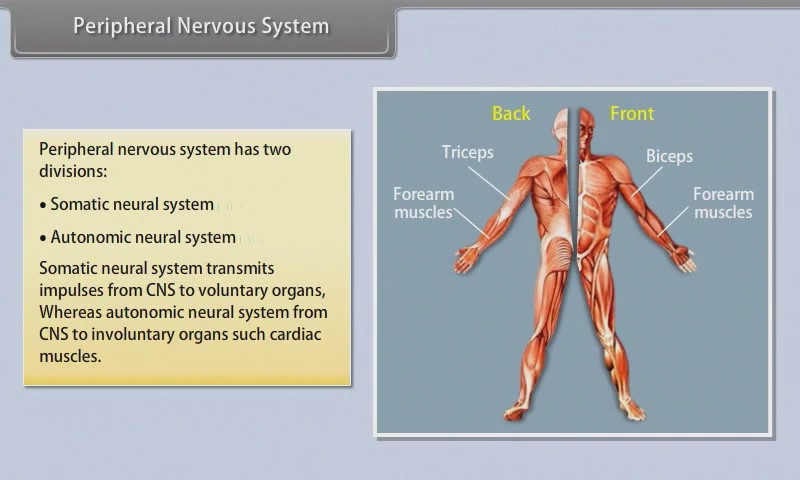 Peripheral Nervous System
Peripheral nervous system has two
divisions:
• Somatic neural system
• Autonomic neural system
Somatic neural system transmits
impulses from CNS to voluntary organs,
Whereas autonomic neural system from
CNS to involuntary organs such cardiac
muscles.
Back
Front
Triceps
Biceps
Forearm
muscles
Forearm
muscles